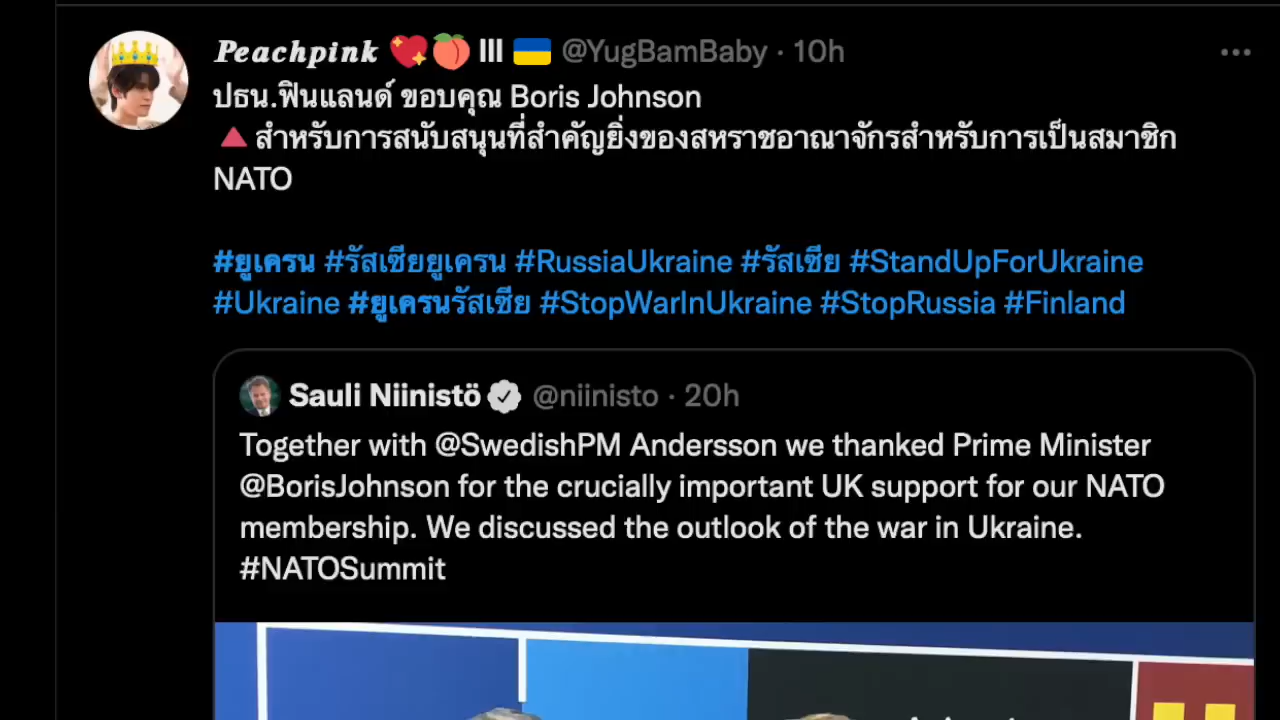 Peachpink 💖🍑 lll 🇺🇦 @YugBamBaby · 10h
ปธน.ฟินแลนด์ ขอบคุณ Boris Johnson
🔺สำหรับการสนับสนุนที่สำคัญยิ่งของสหราชอาณาจักรสำหรับการเป็นสมาชิก
NATO
#ยูเครน #รัสเซียยูเครน #RussiaUkraine #รัสเซีย #StandUpForUkraine
#Ukraine #ยูเครนรัสเซีย #StopWarInUkraine #StopRussia #Finland
Sauli Niinistö @niinisto · 20h
Together with @SwedishPM Andersson we thanked Prime Minister
@BorisJohnson for the crucially important UK support for our NATO
membership. We discussed the outlook of the war in Ukraine.
#NATOSummit